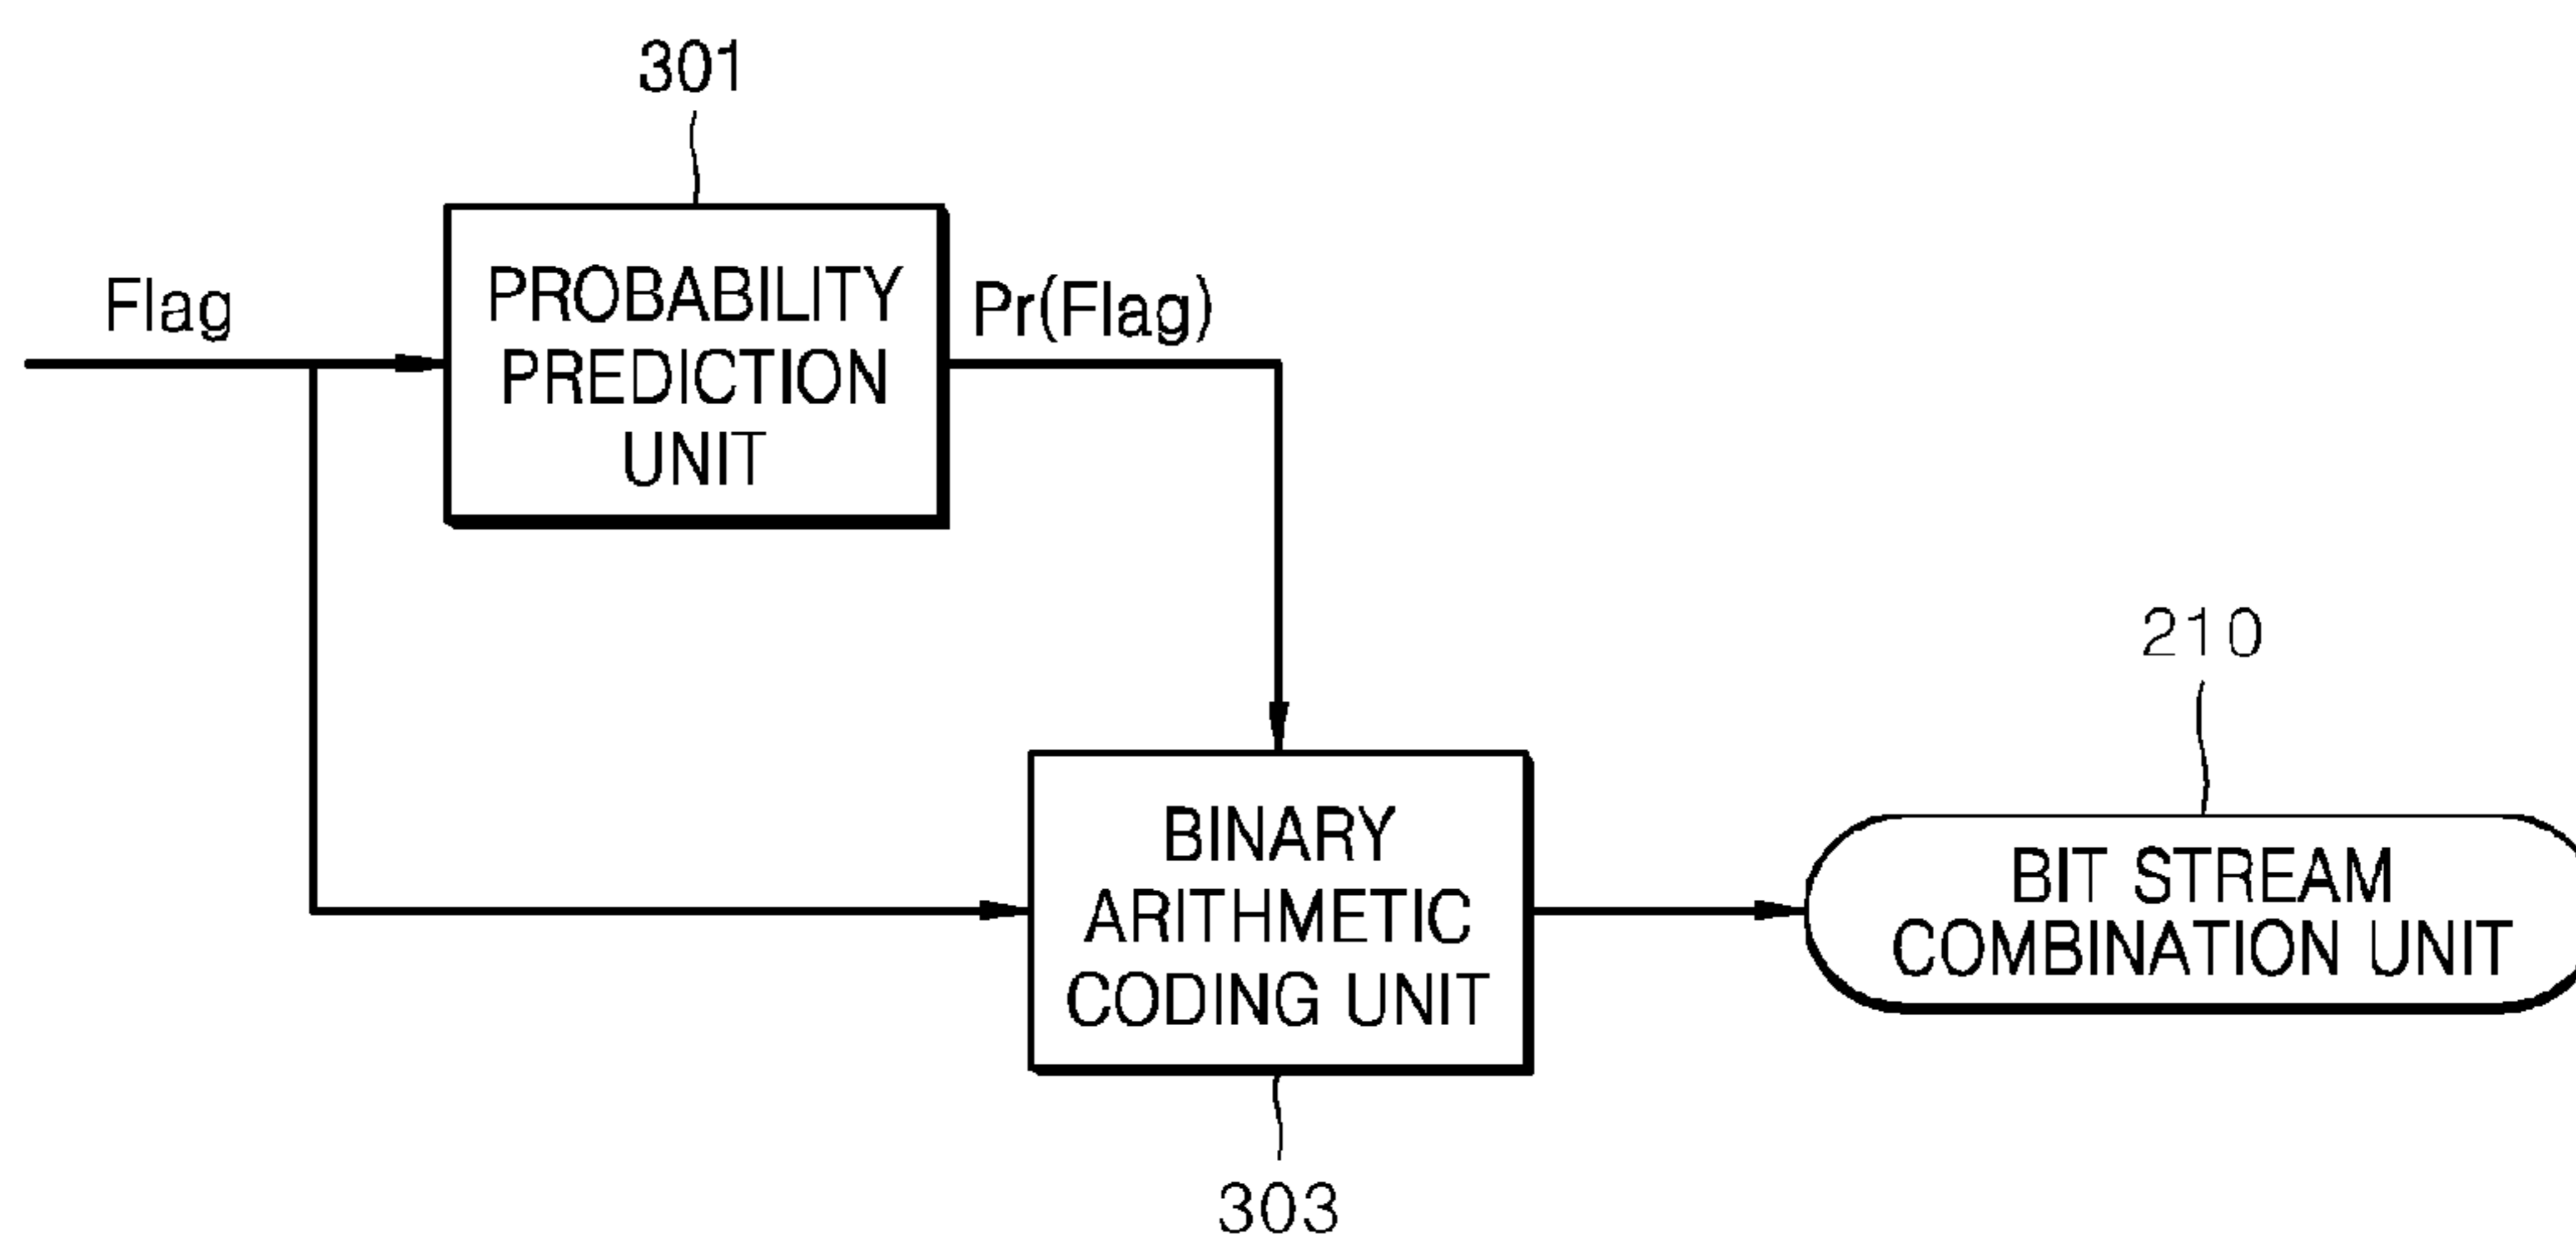 301
Flag
PROBABILITY
PREDICTION
UNIT
Pr(Flag)
210
BINARY
ARITHMETIC
CODING UNIT
BIT STREAM
COMBINATION UNIT
303